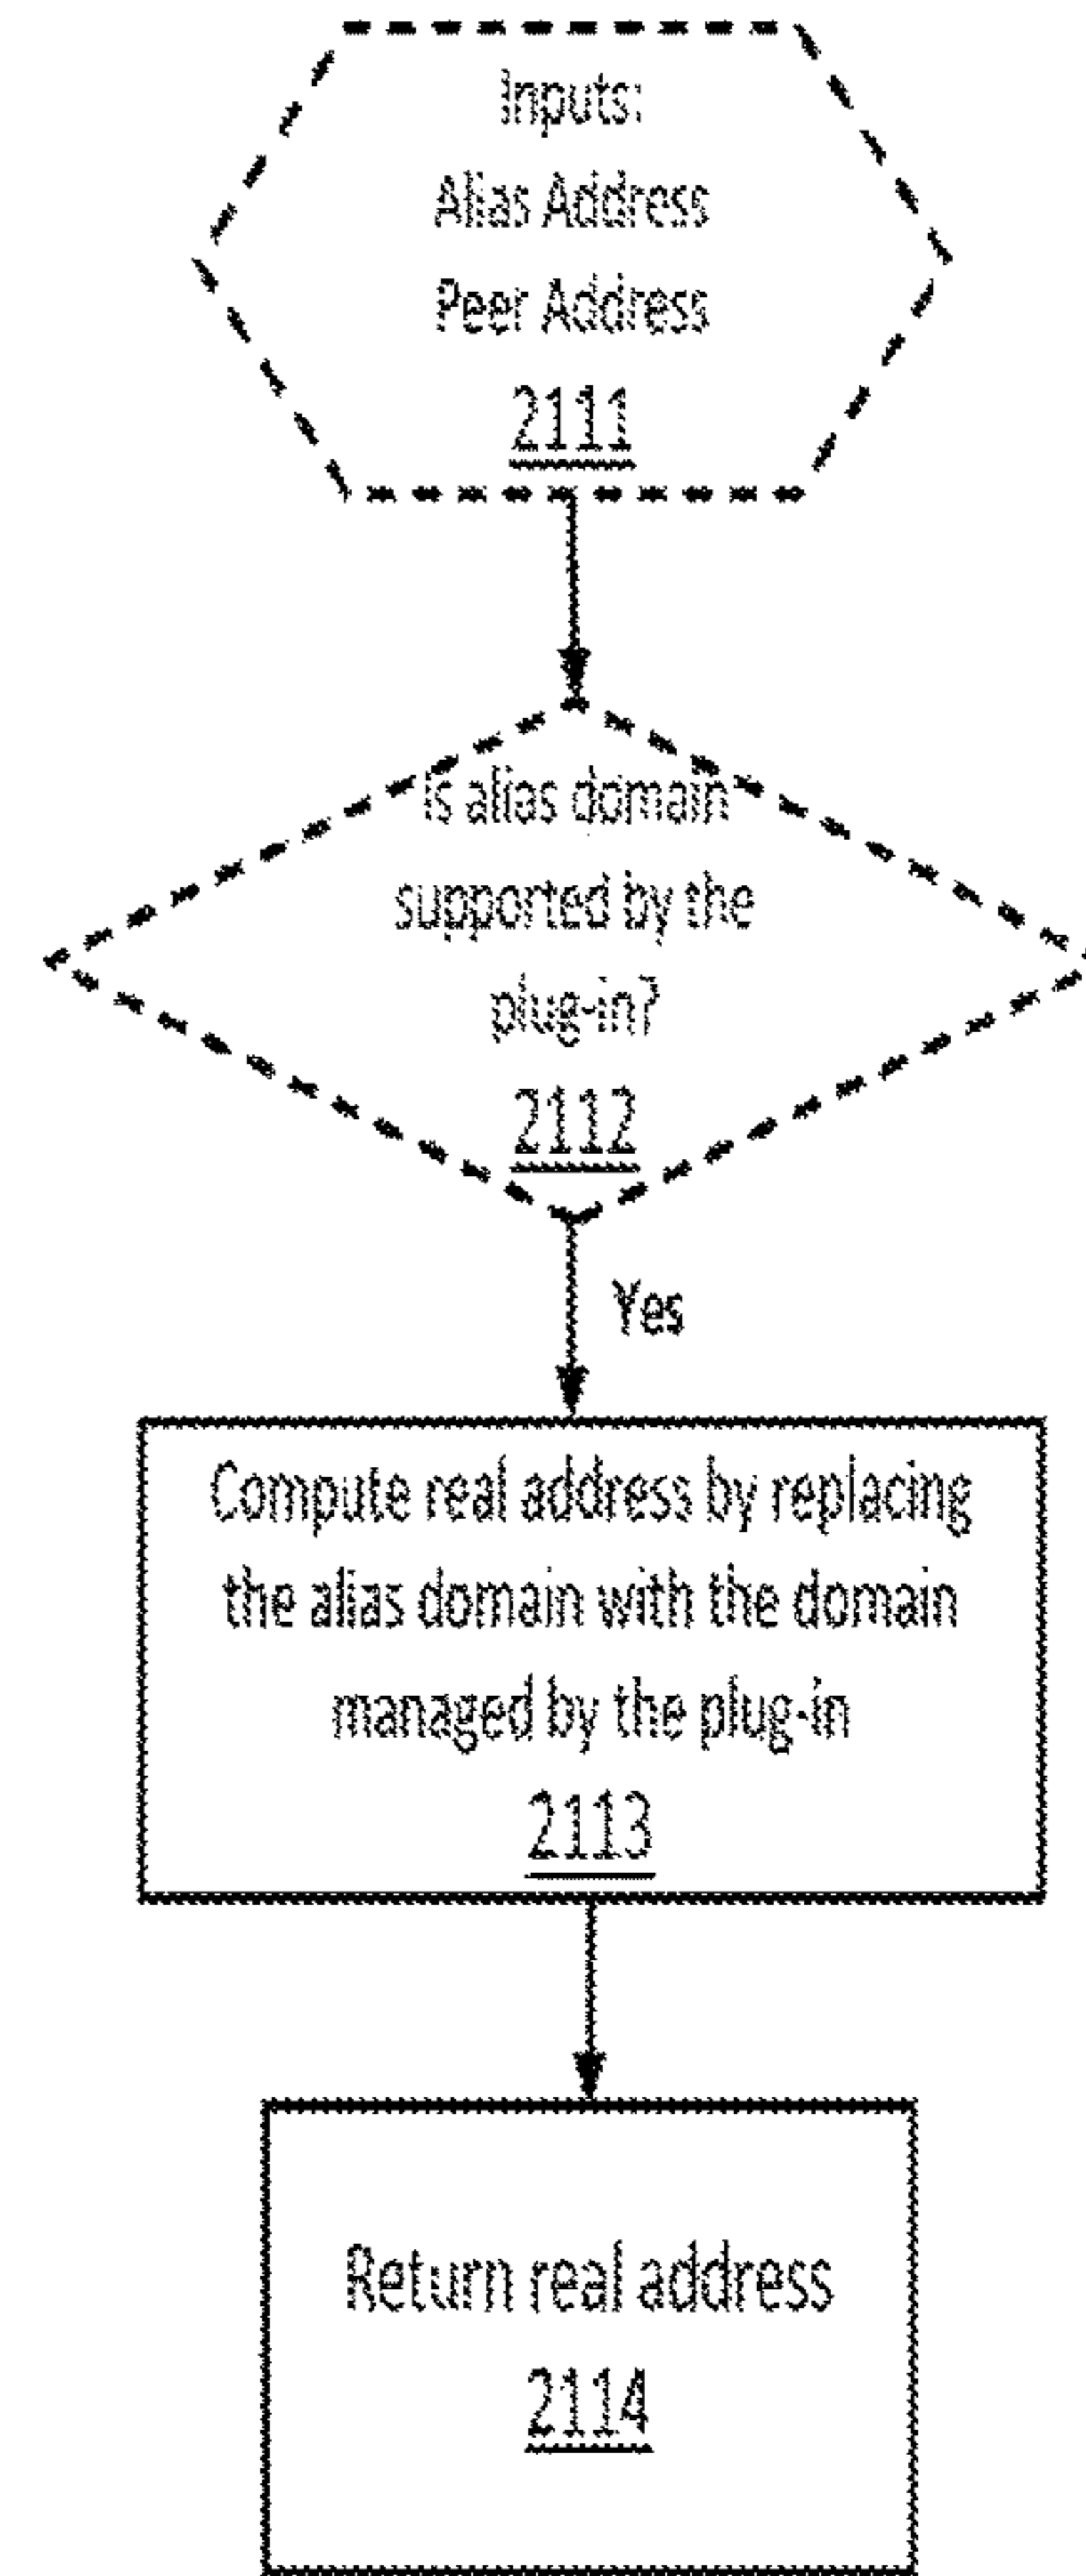 Inputs:
Alias Address
Peer Address
2111
Is alias domain
supported by the
plug-in?
2112
Yes
Compute real address by replacing
the alias domain with the domain
managed by the plug-in
2113
Return real address
2114